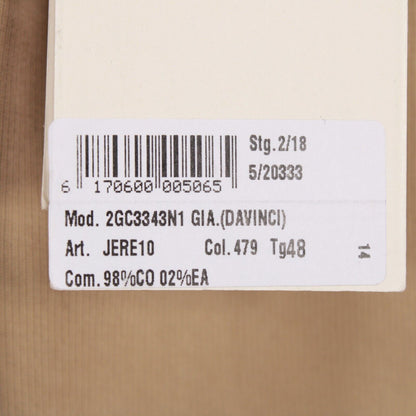 Stg.2/18
5/20333
6 170600 005065
Mod. 2GC3343N1 GIA.(DAVINCI)
Art. JERE10 Col.479 Tg48
14
Com.98%CO 02%EA